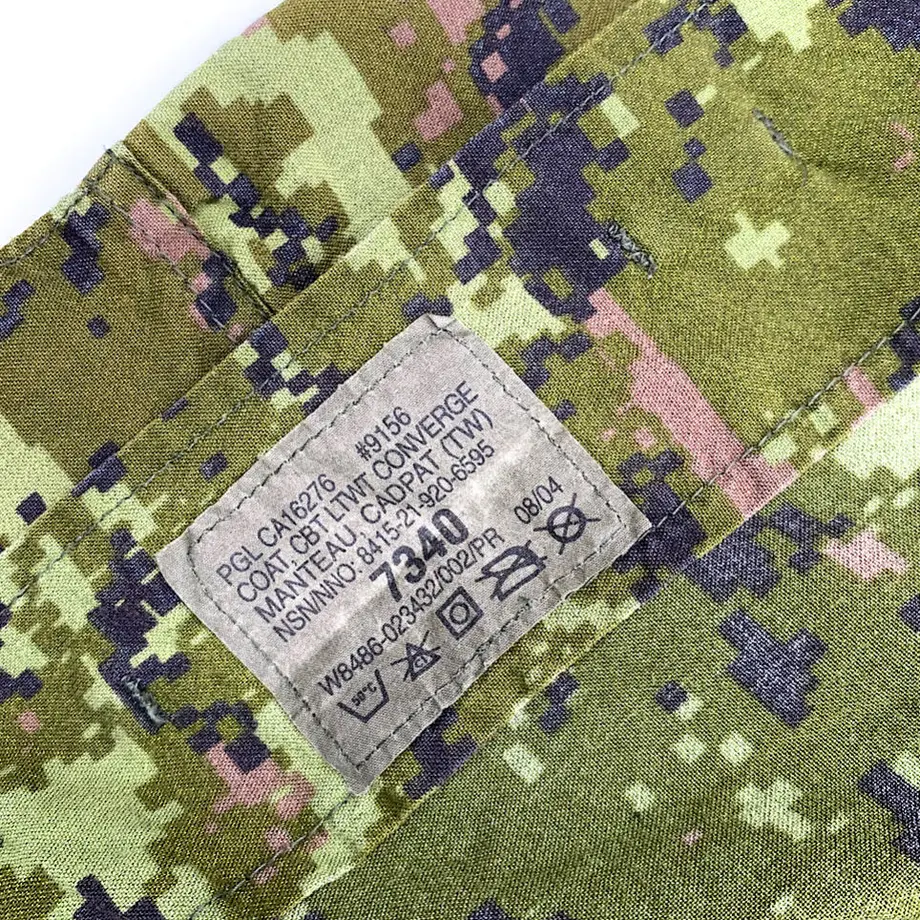 PGL CA16276 #9156
COAT, CBT LTWT CONVERGE
MANTEAU, CADPAT (TW)
NSN/NNO: 8415-21-920-6595
7340
W8486-023432/002/PR 08/04
50°C